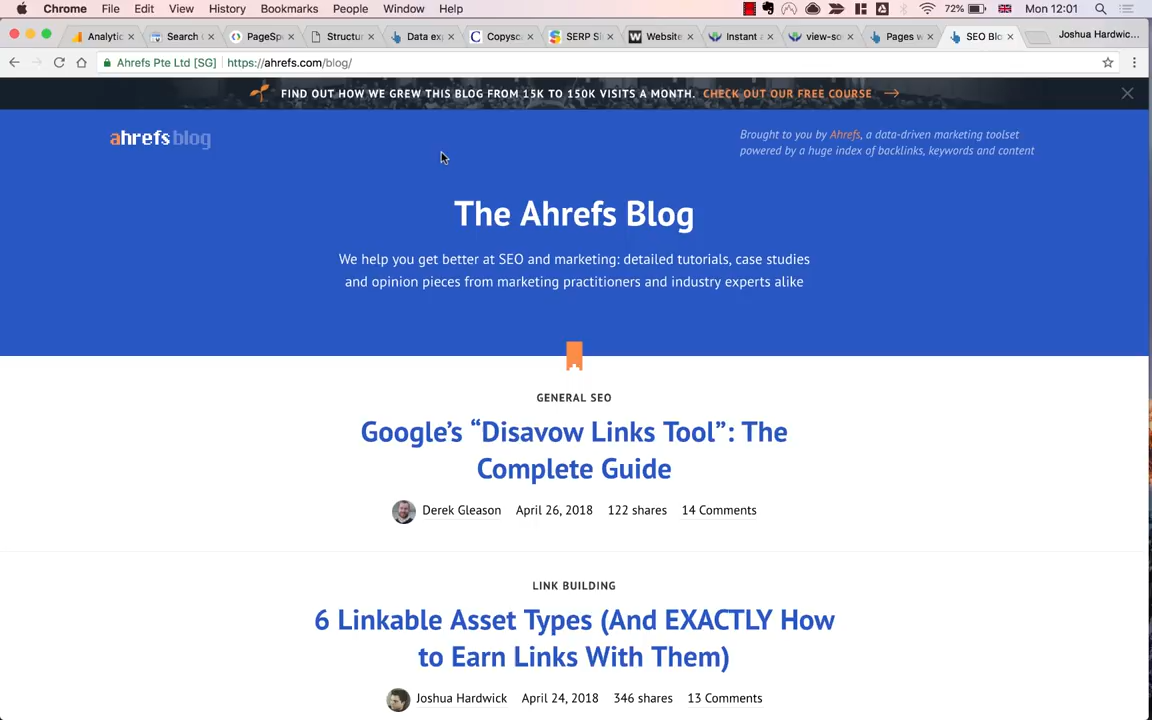 Chrome File Edit View History Bookmarks People Window Help 72% Mon 12:01
Analytic Search PageSp Structu Data ex Copysc SERP Si Website Instant view-so Pages w SEO Blo Joshua Hardwic...
Ahrefs Pte Ltd [SG] https://ahrefs.com/blog/
FIND OUT HOW WE GREW THIS BLOG FROM 15K TO 150K VISITS A MONTH. CHECK OUT OUR FREE COURSE →
ahrefs blog
Brought to you by Ahrefs, a data-driven marketing toolset
powered by a huge index of backlinks, keywords and content
The Ahrefs Blog
We help you get better at SEO and marketing: detailed tutorials, case studies
and opinion pieces from marketing practitioners and industry experts alike
GENERAL SEO
Google’s “Disavow Links Tool”: The
Complete Guide
Derek Gleason April 26, 2018 122 shares 14 Comments
LINK BUILDING
6 Linkable Asset Types (And EXACTLY How
to Earn Links With Them)
Joshua Hardwick April 24, 2018 346 shares 13 Comments